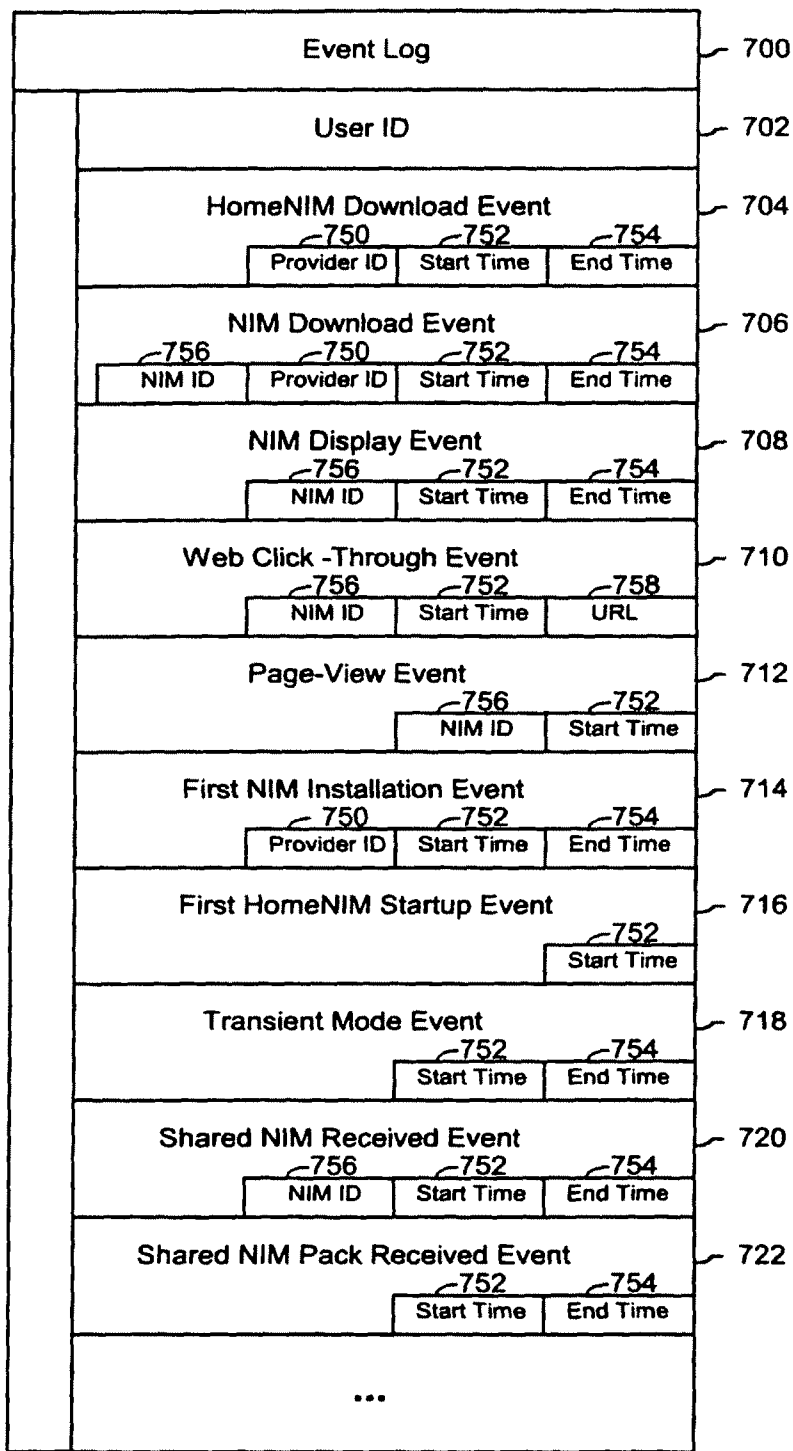 Event Log 700
User ID 702
HomeNIM Download Event 704
750 752 754
Provider ID Start Time End Time
NIM Download Event 706
756 750 752 754
NIM ID Provider ID Start Time End Time
NIM Display Event 708
756 752 754
NIM ID Start Time End Time
Web Click -Through Event 710
756 752 758
NIM ID Start Time URL
Page-View Event 712
756 752
NIM ID Start Time
First NIM Installation Event 714
750 752 754
Provider ID Start Time End Time
First HomeNIM Startup Event 716
752
Start Time
Transient Mode Event 718
752 754
Start Time End Time
Shared NIM Received Event 720
756 752 754
NIM ID Start Time End Time
Shared NIM Pack Received Event 722
752 754
Start Time End Time
...